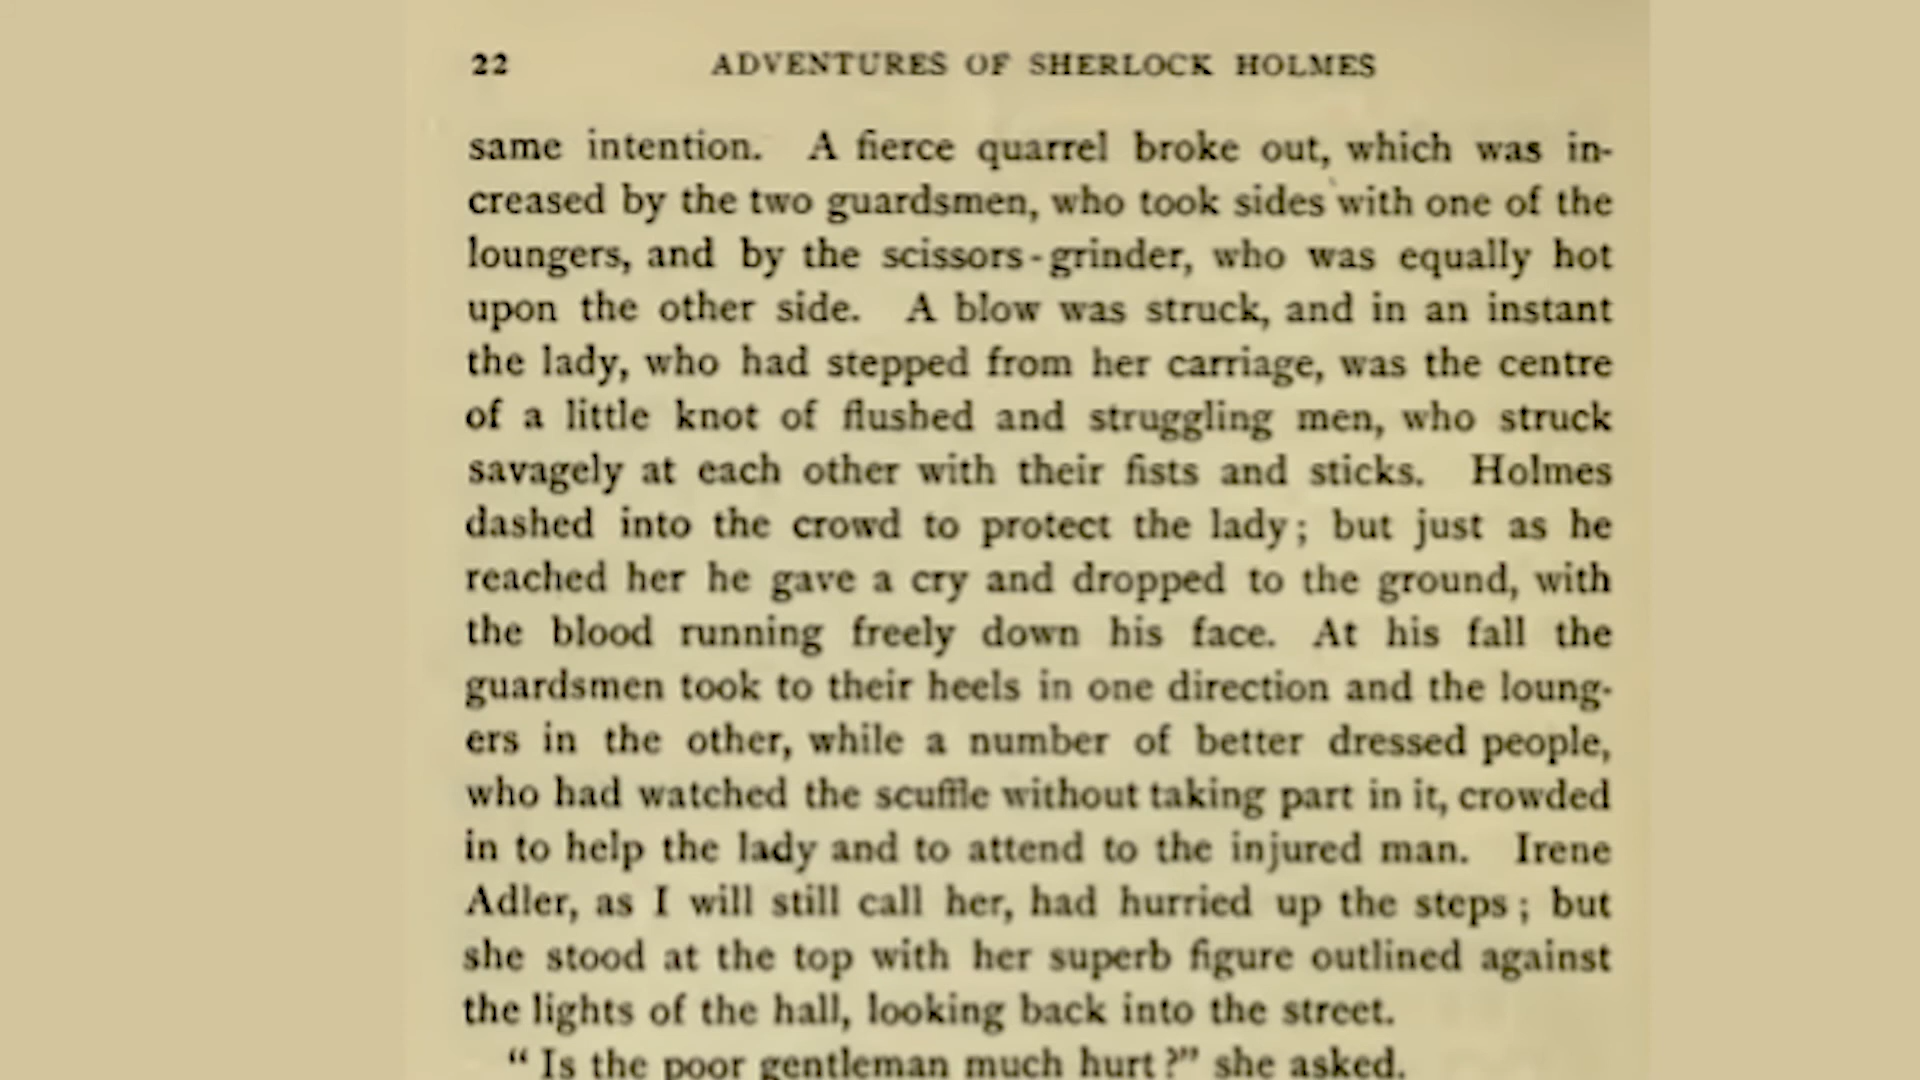 22 ADVENTURES OF SHERLOCK HOLMES
same intention. A fierce quarrel broke out, which was in-
creased by the two guardsmen, who took sides with one of the
loungers, and by the scissors-grinder, who was equally hot
upon the other side. A blow was struck, and in an instant
the lady, who had stepped from her carriage, was the centre
of a little knot of flushed and struggling men, who struck
savagely at each other with their fists and sticks. Holmes
dashed into the crowd to protect the lady; but just as he
reached her he gave a cry and dropped to the ground, with
the blood running freely down his face. At his fall the
guardsmen took to their heels in one direction and the loung-
ers in the other, while a number of better dressed people,
who had watched the scuffle without taking part in it, crowded
in to help the lady and to attend to the injured man. Irene
Adler, as I will still call her, had hurried up the steps; but
she stood at the top with her superb figure outlined against
the lights of the hall, looking back into the street.
“Is the poor gentleman much hurt?” she asked.